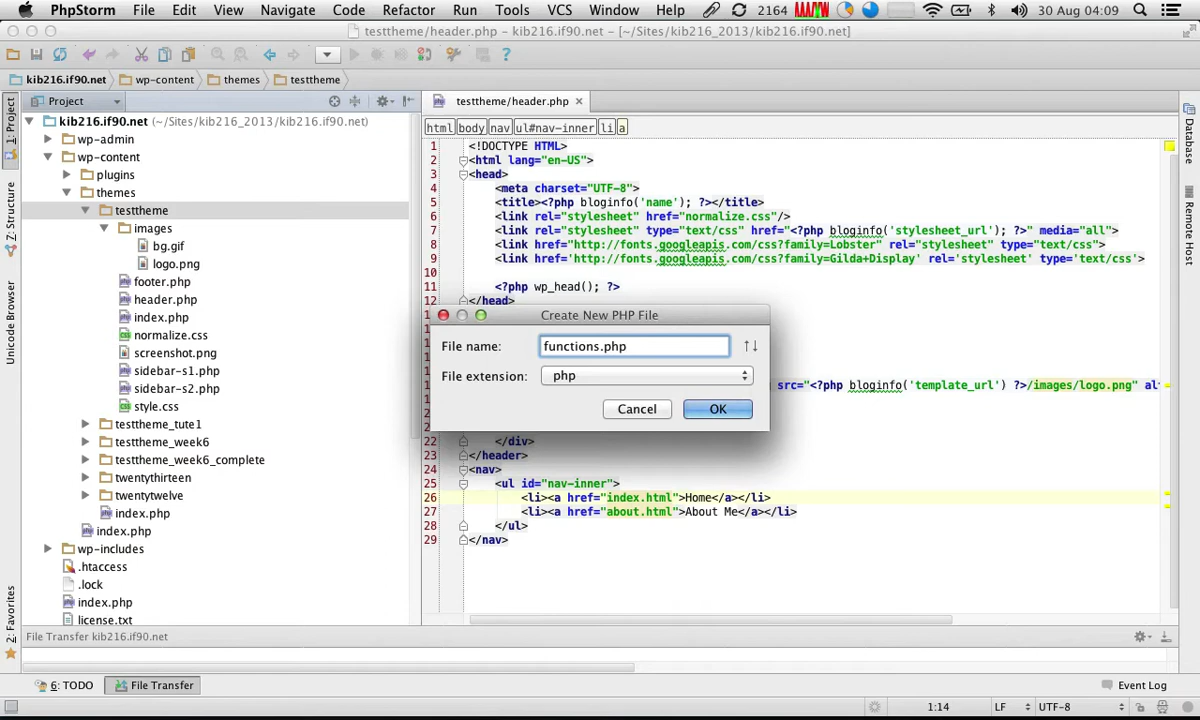 PhpStorm File Edit View Navigate Code Refactor Run Tools VCS Window Help 2164 30 Aug 04:09
testtheme/header.php – kib216.if90.net – [~/Sites/kib216_2013/kib216.if90.net]
kib216.if90.net wp-content themes testtheme
Project
testtheme/header.php
1: Project
Z: Structure
Unicode Browser
2: Favorites
kib216.if90.net (~/Sites/kib216_2013/kib216.if90.net)
wp-admin
wp-content
plugins
themes
testtheme
images
bg.gif
logo.png
footer.php
header.php
index.php
normalize.css
screenshot.png
sidebar-s1.php
sidebar-s2.php
style.css
testtheme_tute1
testtheme_week6
testtheme_week6_complete
twentythirteen
twentytwelve
index.php
index.php
wp-includes
.htaccess
.lock
index.php
license.txt
html body nav ul#nav-inner li a
1 <!DOCTYPE HTML>
2 <html lang="en-US">
3 <head>
4 <meta charset="UTF-8">
5 <title><?php bloginfo('name'); ?></title>
6 <link rel="stylesheet" href="normalize.css"/>
7 <link rel="stylesheet" type="text/css" href="<?php bloginfo('stylesheet_url'); ?>" media="all">
8 <link href="http://fonts.googleapis.com/css?family=Lobster" rel="stylesheet" type="text/css">
9 <link href='http://fonts.googleapis.com/css?family=Gilda+Display' rel='stylesheet' type='text/css'>
10
11 <?php wp_head(); ?>
12 </head>
Create New PHP File
File name: functions.php
File extension: php
Cancel OK
src="<?php bloginfo('template_url') ?>/images/logo.png" alt
22 </div>
23 </header>
24 <nav>
25 <ul id="nav-inner">
26 <li><a href="index.html">Home</a></li>
27 <li><a href="about.html">About Me</a></li>
28 </ul>
29 </nav>
Database
Remote Host
File Transfer kib216.if90.net
6: TODO File Transfer Event Log
1:14 LF UTF-8